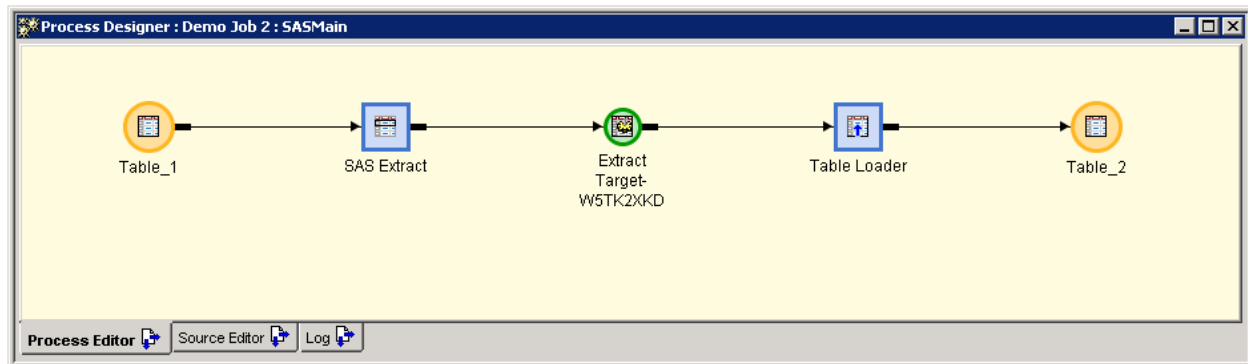 Process Designer : Demo Job 2 : SASMain
Table_1
SAS Extract
Extract
Target-
W5TK2XKD
Table Loader
Table_2
Process Editor
Source Editor
Log